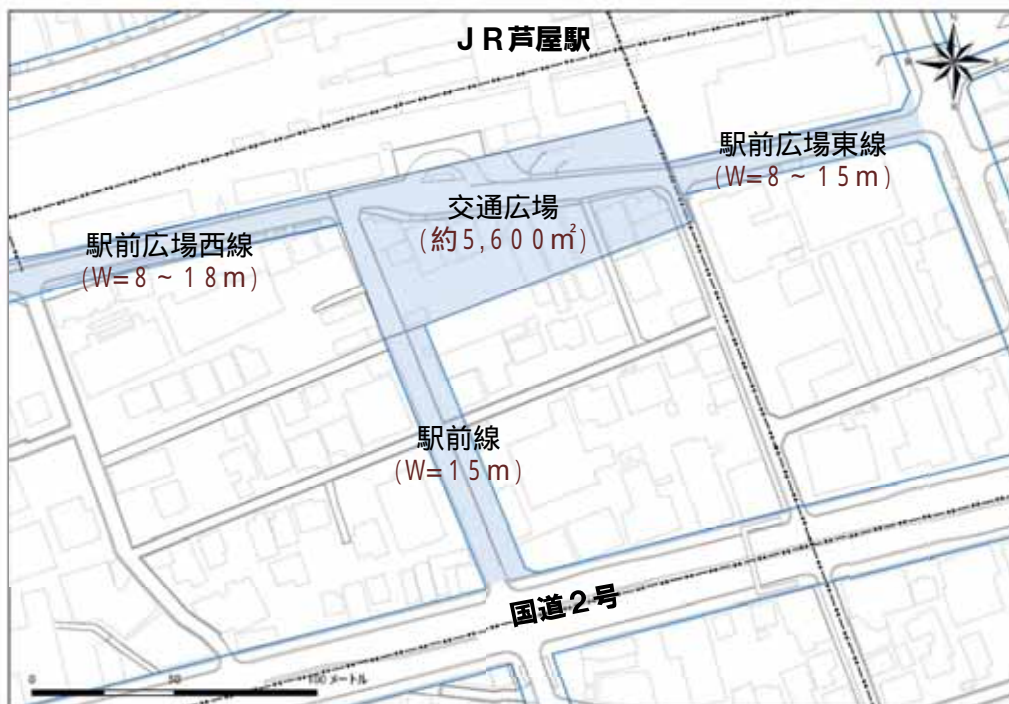 ＪＲ芦屋駅
駅前広場東線
(W=8～15m)
交通広場
(約5,600㎡)
駅前広場西線
(W=8～18m)
駅前線
(W=15m)
国道２号
0 50 100 メートル